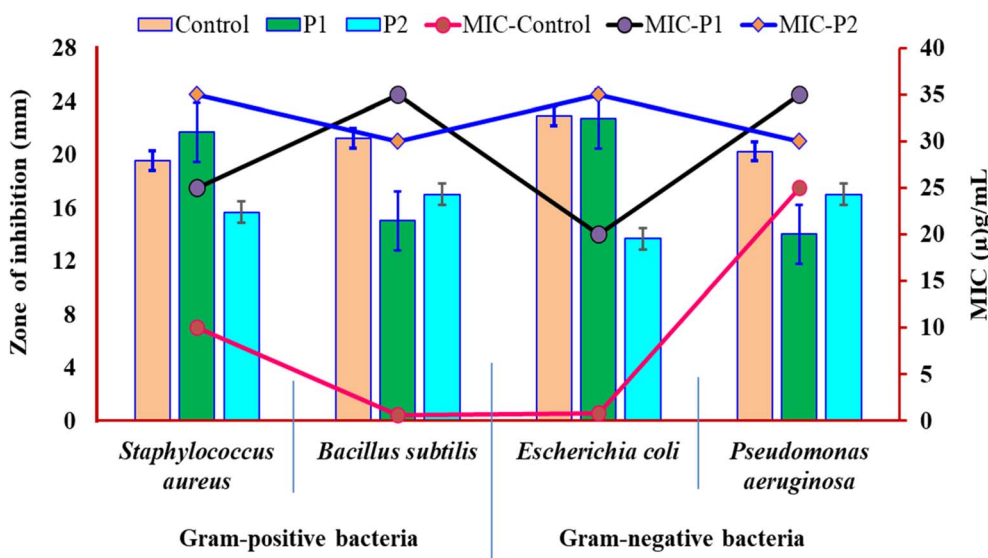 Control P1 P2 MIC-Control MIC-P1 MIC-P2
28
24
20
16
12
8
4
0
Zone of inhibition (mm)
40
35
30
25
20
15
10
5
0
MIC (µ)g/mL
Staphylococcus
aureus
Bacillus subtilis
Escherichia coli
Pseudomonas
aeruginosa
Gram-positive bacteria
Gram-negative bacteria